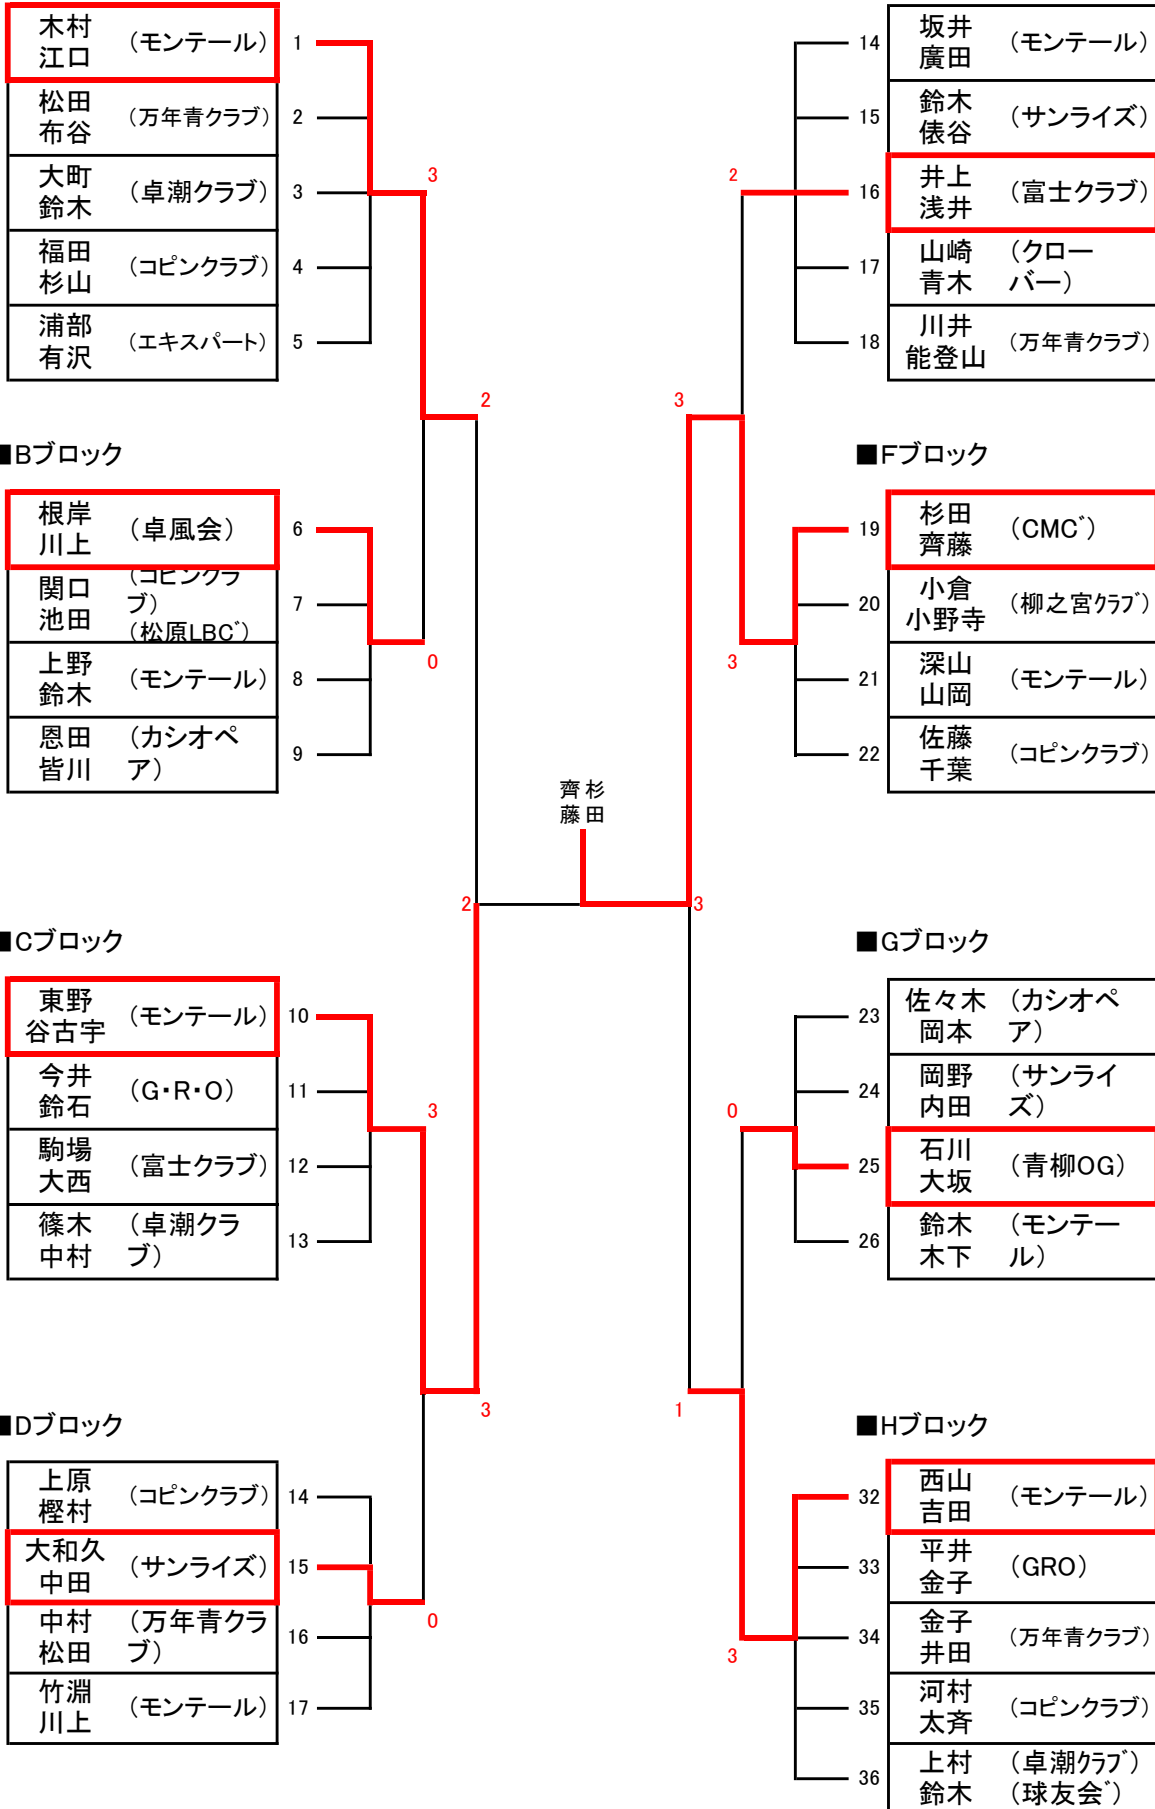 木村
江口 （モンテール） 1
松田
布谷 （万年青クラブ） 2
大町
鈴木 （卓潮クラブ） 3
福田
杉山 （コピンクラブ） 4
浦部
有沢 （エキスパート） 5
3
2
■Bブロック
根岸
川上 （卓風会） 6
関口
池田 （コピンクラ
ブ）
（松原LBC゛） 7
上野
鈴木 （モンテール） 8
恩田
皆川 （カシオペ
ア） 9
0
2
■Cブロック
東野
谷古宇 （モンテール） 10
今井
鈴石 （G・R・O） 11
駒場
大西 （富士クラブ） 12
篠木
中村 （卓潮クラ
ブ） 13
3
3
■Dブロック
上原
樫村 （コピンクラブ） 14
大和久
中田 （サンライズ） 15
中村
松田 （万年青クラ
ブ） 16
竹淵
川上 （モンテール） 17
0
杉田
齊藤
14 坂井
廣田 （モンテール）
15 鈴木
俵谷 （サンライズ）
16 井上
浅井 （富士クラブ）
17 山崎
青木 （クロー
バー）
18 川井
能登山 （万年青クラブ）
2
3
■Fブロック
19 杉田
齊藤 （CMC゛）
20 小倉
小野寺 （柳之宮ｸﾗﾌﾞ）
21 深山
山岡 （モンテール）
22 佐藤
千葉 （コピンクラブ）
3
3
■Gブロック
23 佐々木
岡本 （カシオペ
ア）
24 岡野
内田 （サンライ
ズ）
25 石川
大坂 （青柳OG）
26 鈴木
木下 （モンテー
ル）
0
1
■Hブロック
32 西山
吉田 （モンテール）
33 平井
金子 （GRO）
34 金子
井田 （万年青クラブ）
35 河村
太斉 （コピンクラブ）
36 上村
鈴木 （卓潮ｸﾗﾌﾞ）
（球友会゛）
3